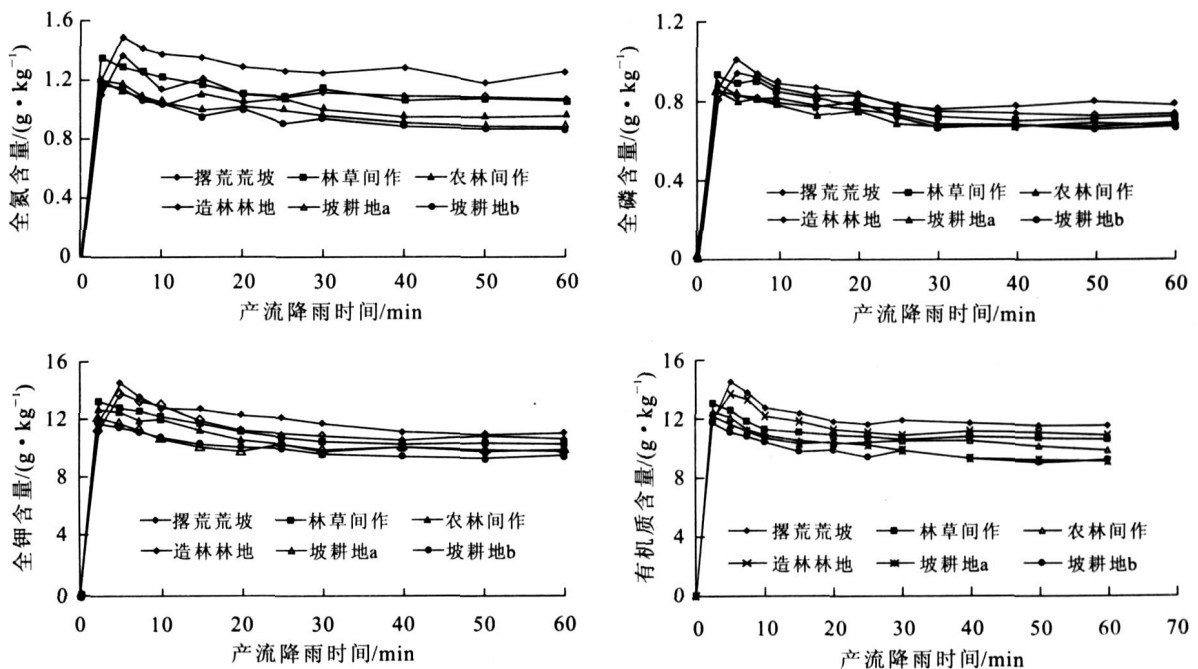 全氮含量/(g·kg⁻¹)
1.6
1.2
0.8
0.4
0
撂荒荒坡 林草间作 农林间作
造林林地 坡耕地a 坡耕地b
0 10 20 30 40 50 60
产流降雨时间/min
全磷含量/(g·kg⁻¹)
1.2
0.8
0.4
0
撂荒荒坡 林草间作 农林间作
造林林地 坡耕地a 坡耕地b
0 10 20 30 40 50 60
产流降雨时间/min
全钾含量/(g·kg⁻¹)
16
12
8
4
0
撂荒荒坡 林草间作 农林间作
造林林地 坡耕地a 坡耕地b
0 10 20 30 40 50 60
产流降雨时间/min
有机质含量/(g·kg⁻¹)
16
12
8
4
0
撂荒荒坡 林草间作 农林间作
造林林地 坡耕地a 坡耕地b
0 10 20 30 40 50 60 70
产流降雨时间/min